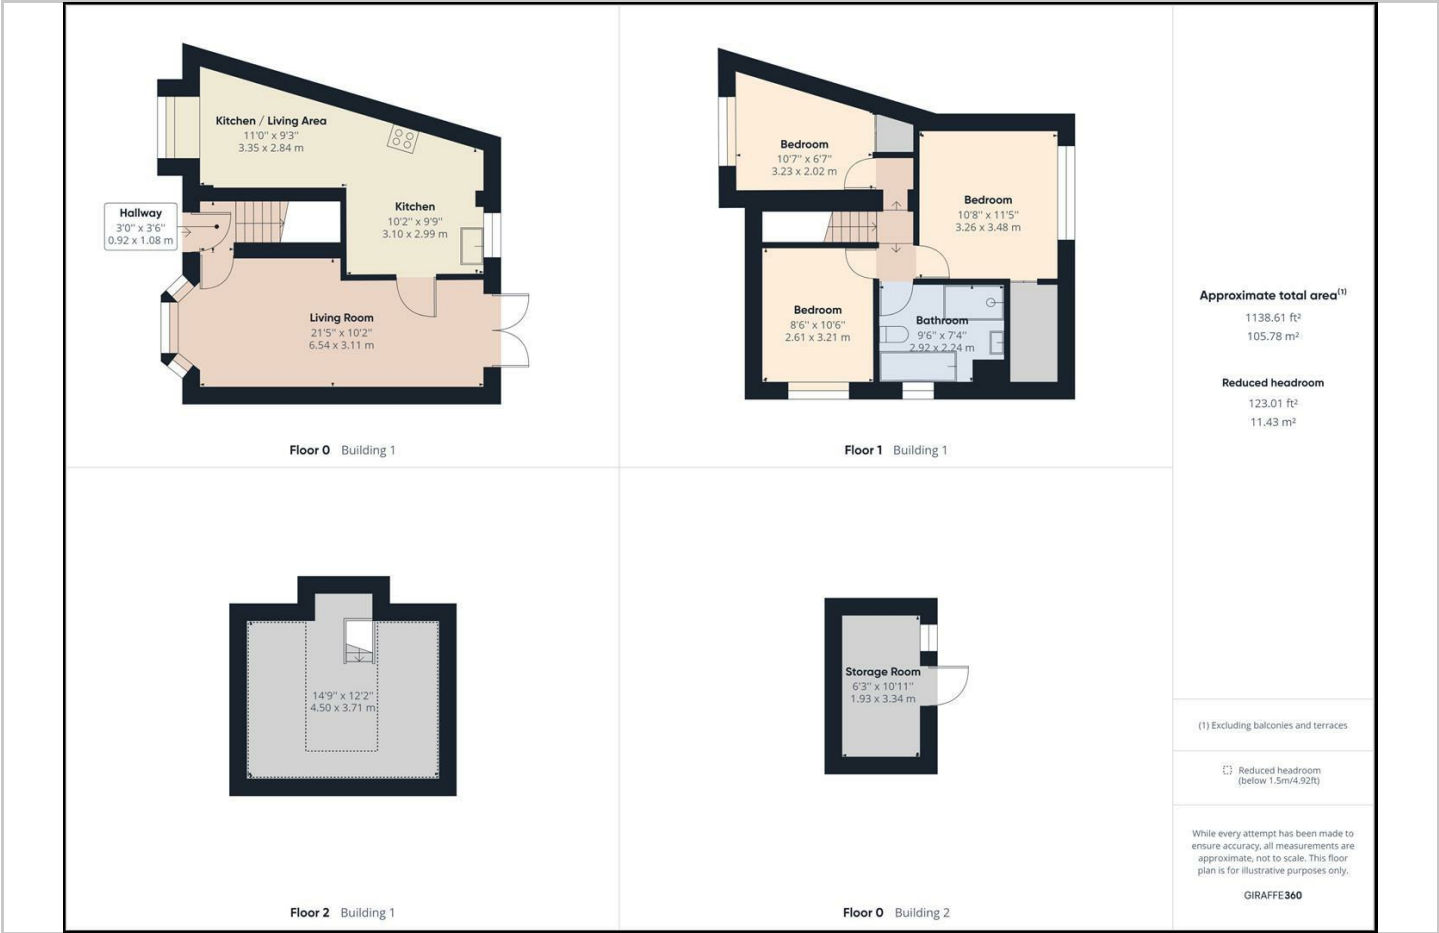 Kitchen / Living Area
11'0" x 9'3"
3.35 x 2.84 m
Hallway
3'0" x 3'6"
0.92 x 1.08 m
Kitchen
10'2" x 9'9"
3.10 x 2.99 m
Living Room
21'5" x 10'2"
6.54 x 3.11 m
Floor 0 Building 1
Bedroom
10'7" x 6'7"
3.23 x 2.02 m
Bedroom
10'8" x 11'5"
3.26 x 3.48 m
Bedroom
8'6" x 10'6"
2.61 x 3.21 m
Bathroom
9'6" x 7'4"
2.92 x 2.24 m
Floor 1 Building 1
14'9" x 12'2"
4.50 x 3.71 m
Floor 2 Building 1
Storage Room
6'3" x 10'11"
1.93 x 3.34 m
Floor 0 Building 2
Approximate total area(1)
1138.61 ft²
105.78 m²
Reduced headroom
123.01 ft²
11.43 m²
(1) Excluding balconies and terraces
Reduced headroom
(below 1.5m/4.92ft)
While every attempt has been made to
ensure accuracy, all measurements are
approximate, not to scale. This floor
plan is for illustrative purposes only.
GIRAFFE360